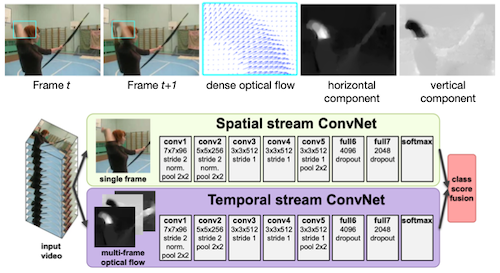 Frame t
Frame t+1
dense optical flow
horizontal
component
vertical
component
Spatial stream ConvNet
single frame
conv1
7x7x96
stride 2
norm.
pool 2x2
conv2
5x5x256
stride 2
norm.
pool 2x2
conv3
3x3x512
stride 1
conv4
3x3x512
stride 1
conv5
3x3x512
stride 1
pool 2x2
full6
4096
dropout
full7
2048
dropout
softmax
Temporal stream ConvNet
multi-frame
optical flow
conv1
7x7x96
stride 2
norm.
pool 2x2
conv2
5x5x256
stride 2
pool 2x2
conv3
3x3x512
stride 1
conv4
3x3x512
stride 1
conv5
3x3x512
stride 1
pool 2x2
full6
4096
dropout
full7
2048
dropout
softmax
input
video
class
score
fusion